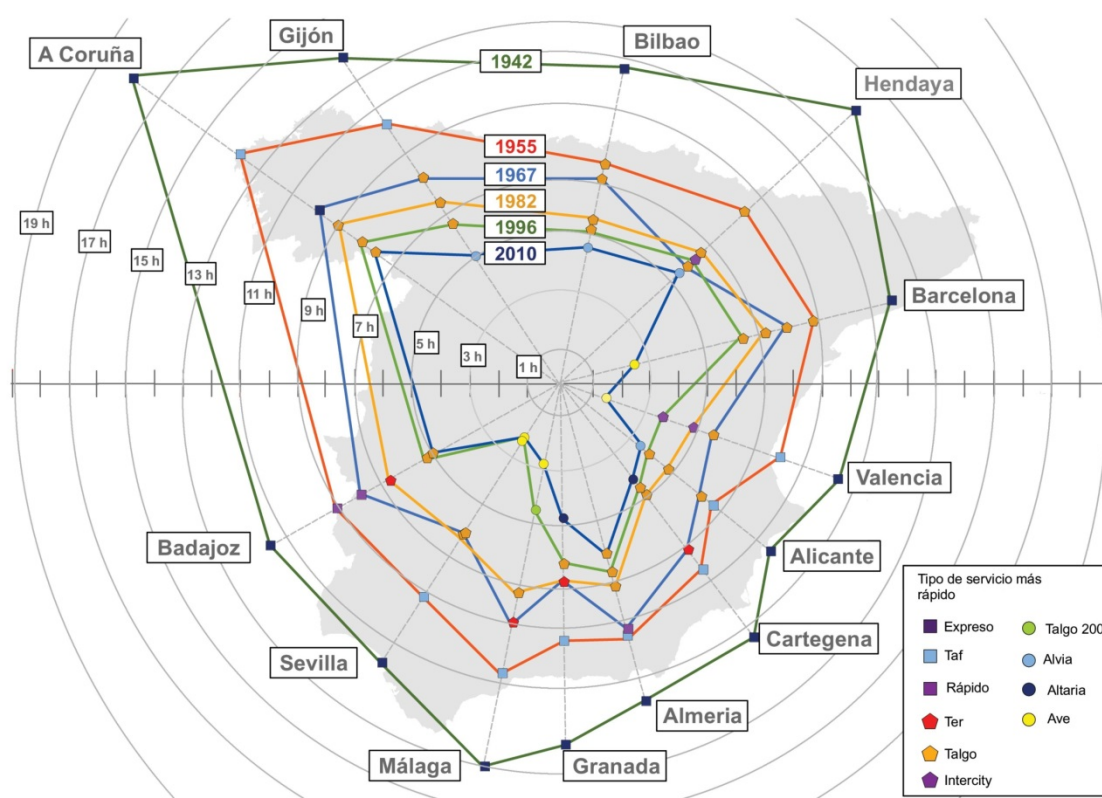 A Coruña
Gijón
1942
Bilbao
Hendaya
1955
1967
1982
1996
2010
19 h
17 h
15 h
13 h
11 h
9 h
7 h
5 h
3 h
1 h
Barcelona
Valencia
Alicante
Cartegena
Almeria
Granada
Málaga
Sevilla
Badajoz
Tipo de servicio más
rápido
Expreso
Taf
Rápido
Ter
Talgo
Intercity
Talgo 200
Alvia
Altaria
Ave